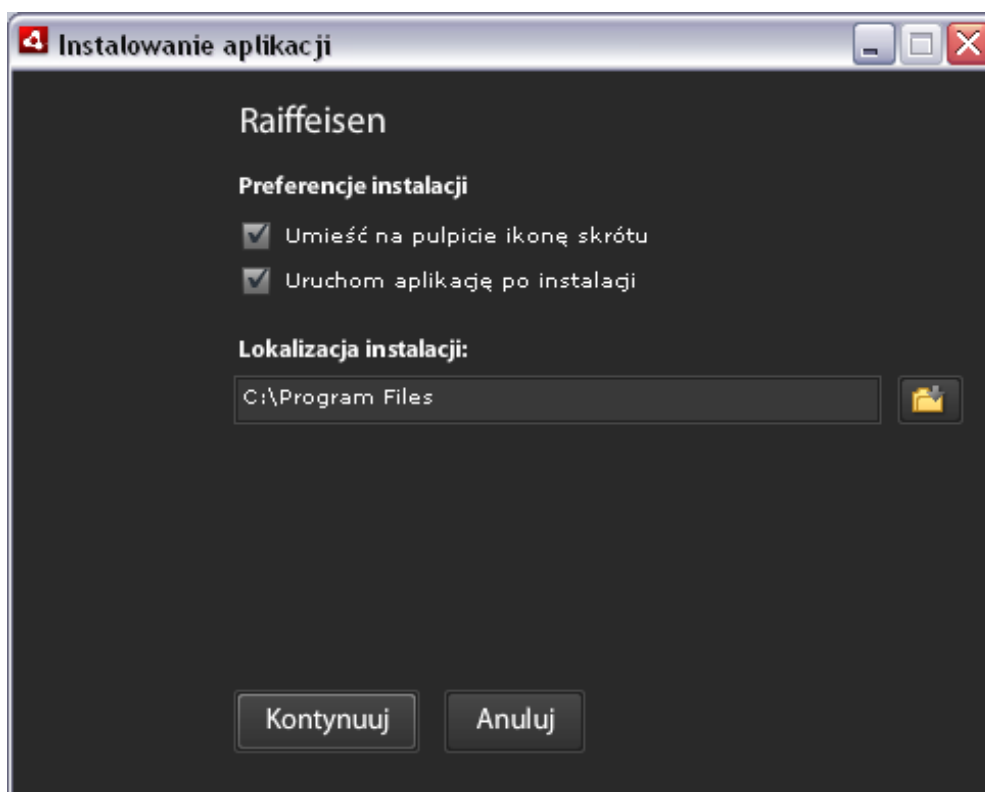 Instalowanie aplikacji
Raiffeisen
Preferencje instalacji
Umieść na pulpicie ikonę skrótu
Uruchom aplikację po instalacji
Lokalizacja instalacji:
C:\Program Files
Kontynuuj
Anuluj